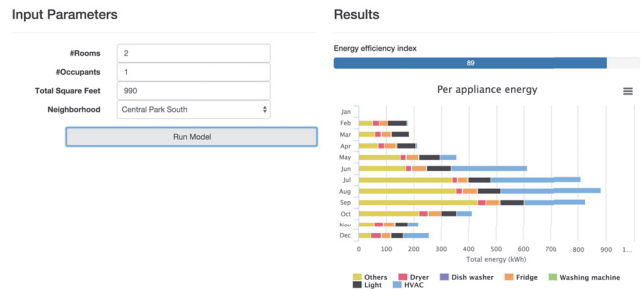 Input Parameters
#Rooms 2
#Occupants 1
Total Square Feet 990
Neighborhood Central Park South
Run Model
Results
Energy efficiency index
89
Per appliance energy
Jan
Feb
Mar
Apr
May
Jun
Jul
Aug
Sep
Oct
Nov
Dec
0 100 200 300 400 500 600 700 800 900 1...
Total energy (kWh)
Others Dryer Dish washer Fridge Washing machine
Light HVAC